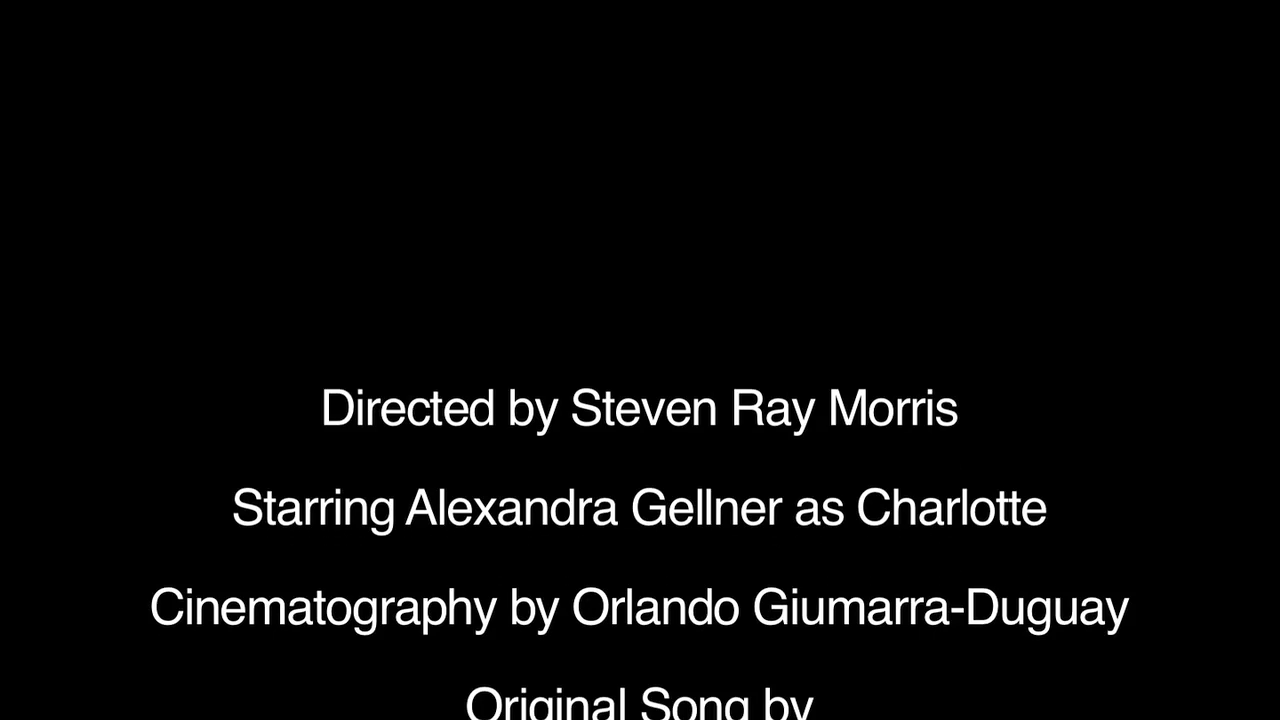 Directed by Steven Ray Morris
Starring Alexandra Gellner as Charlotte
Cinematography by Orlando Giumarra-Duguay
Original Song by